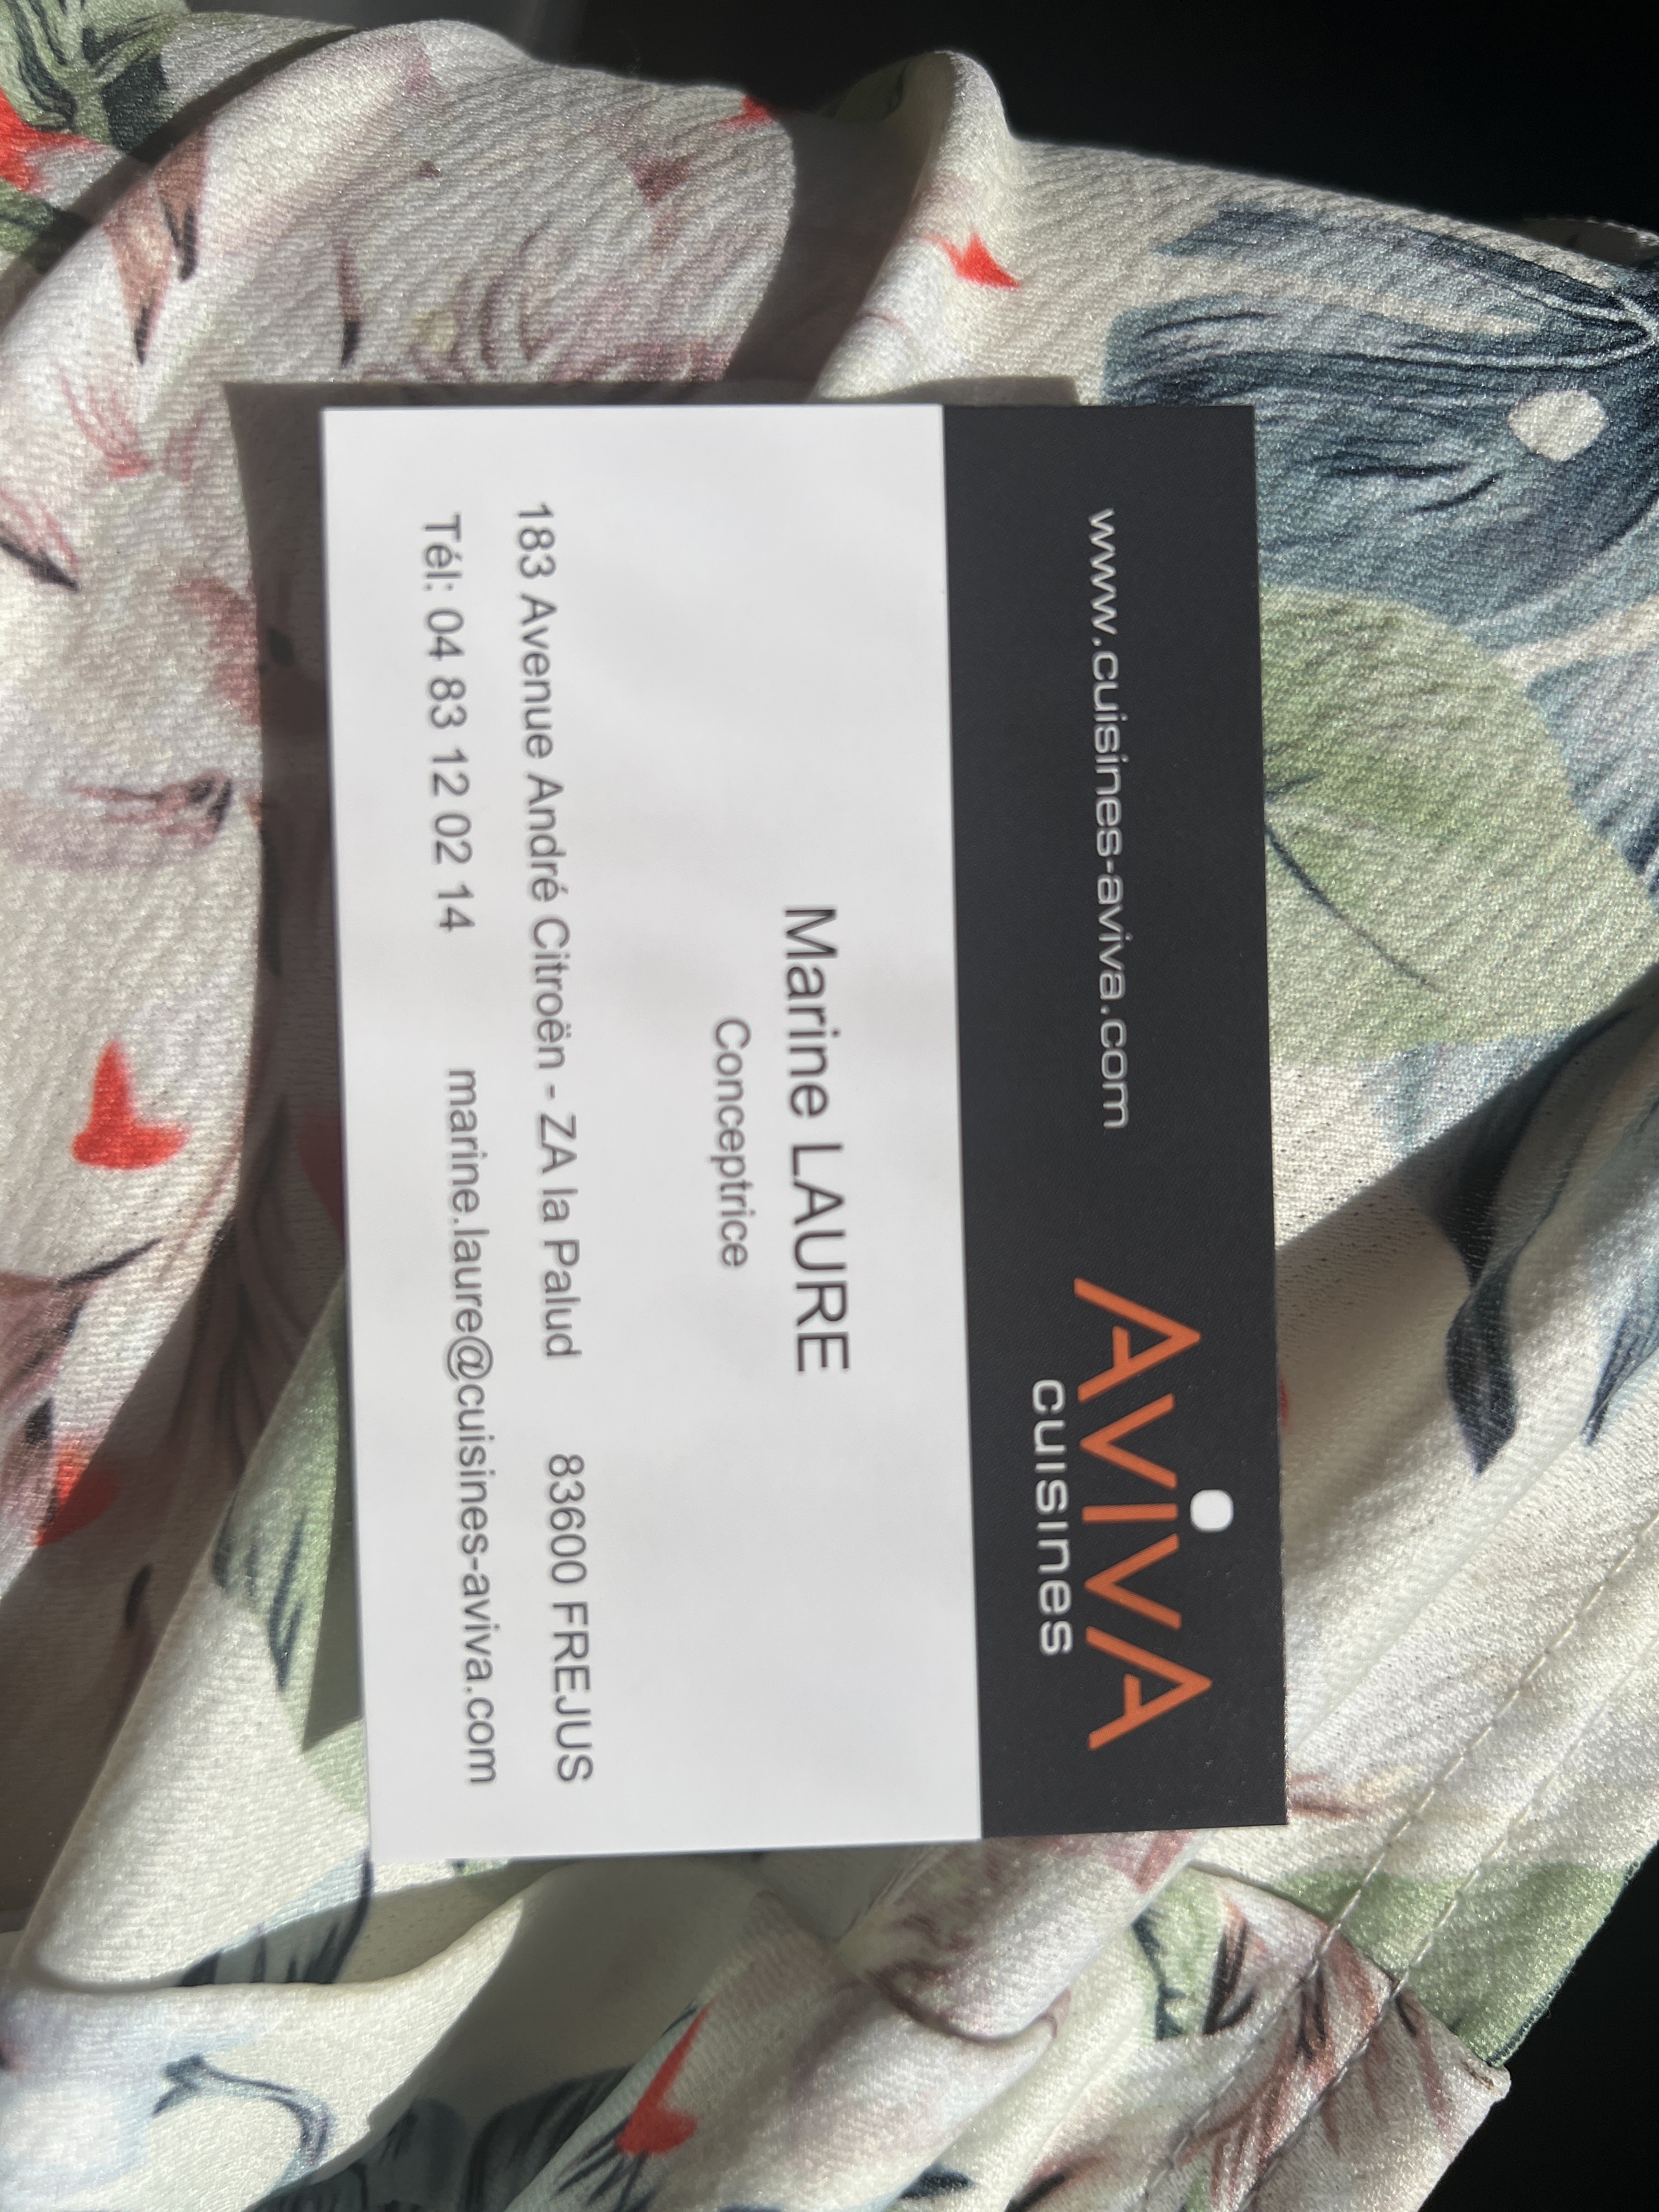 www.cuisines-aviva.com
AViVA
cuisines
Marine LAURE
Conceptrice
183 Avenue André Citroën - ZA la Palud 83600 FREJUS
Tél: 04 83 12 02 14 marine.laure@cuisines-aviva.com